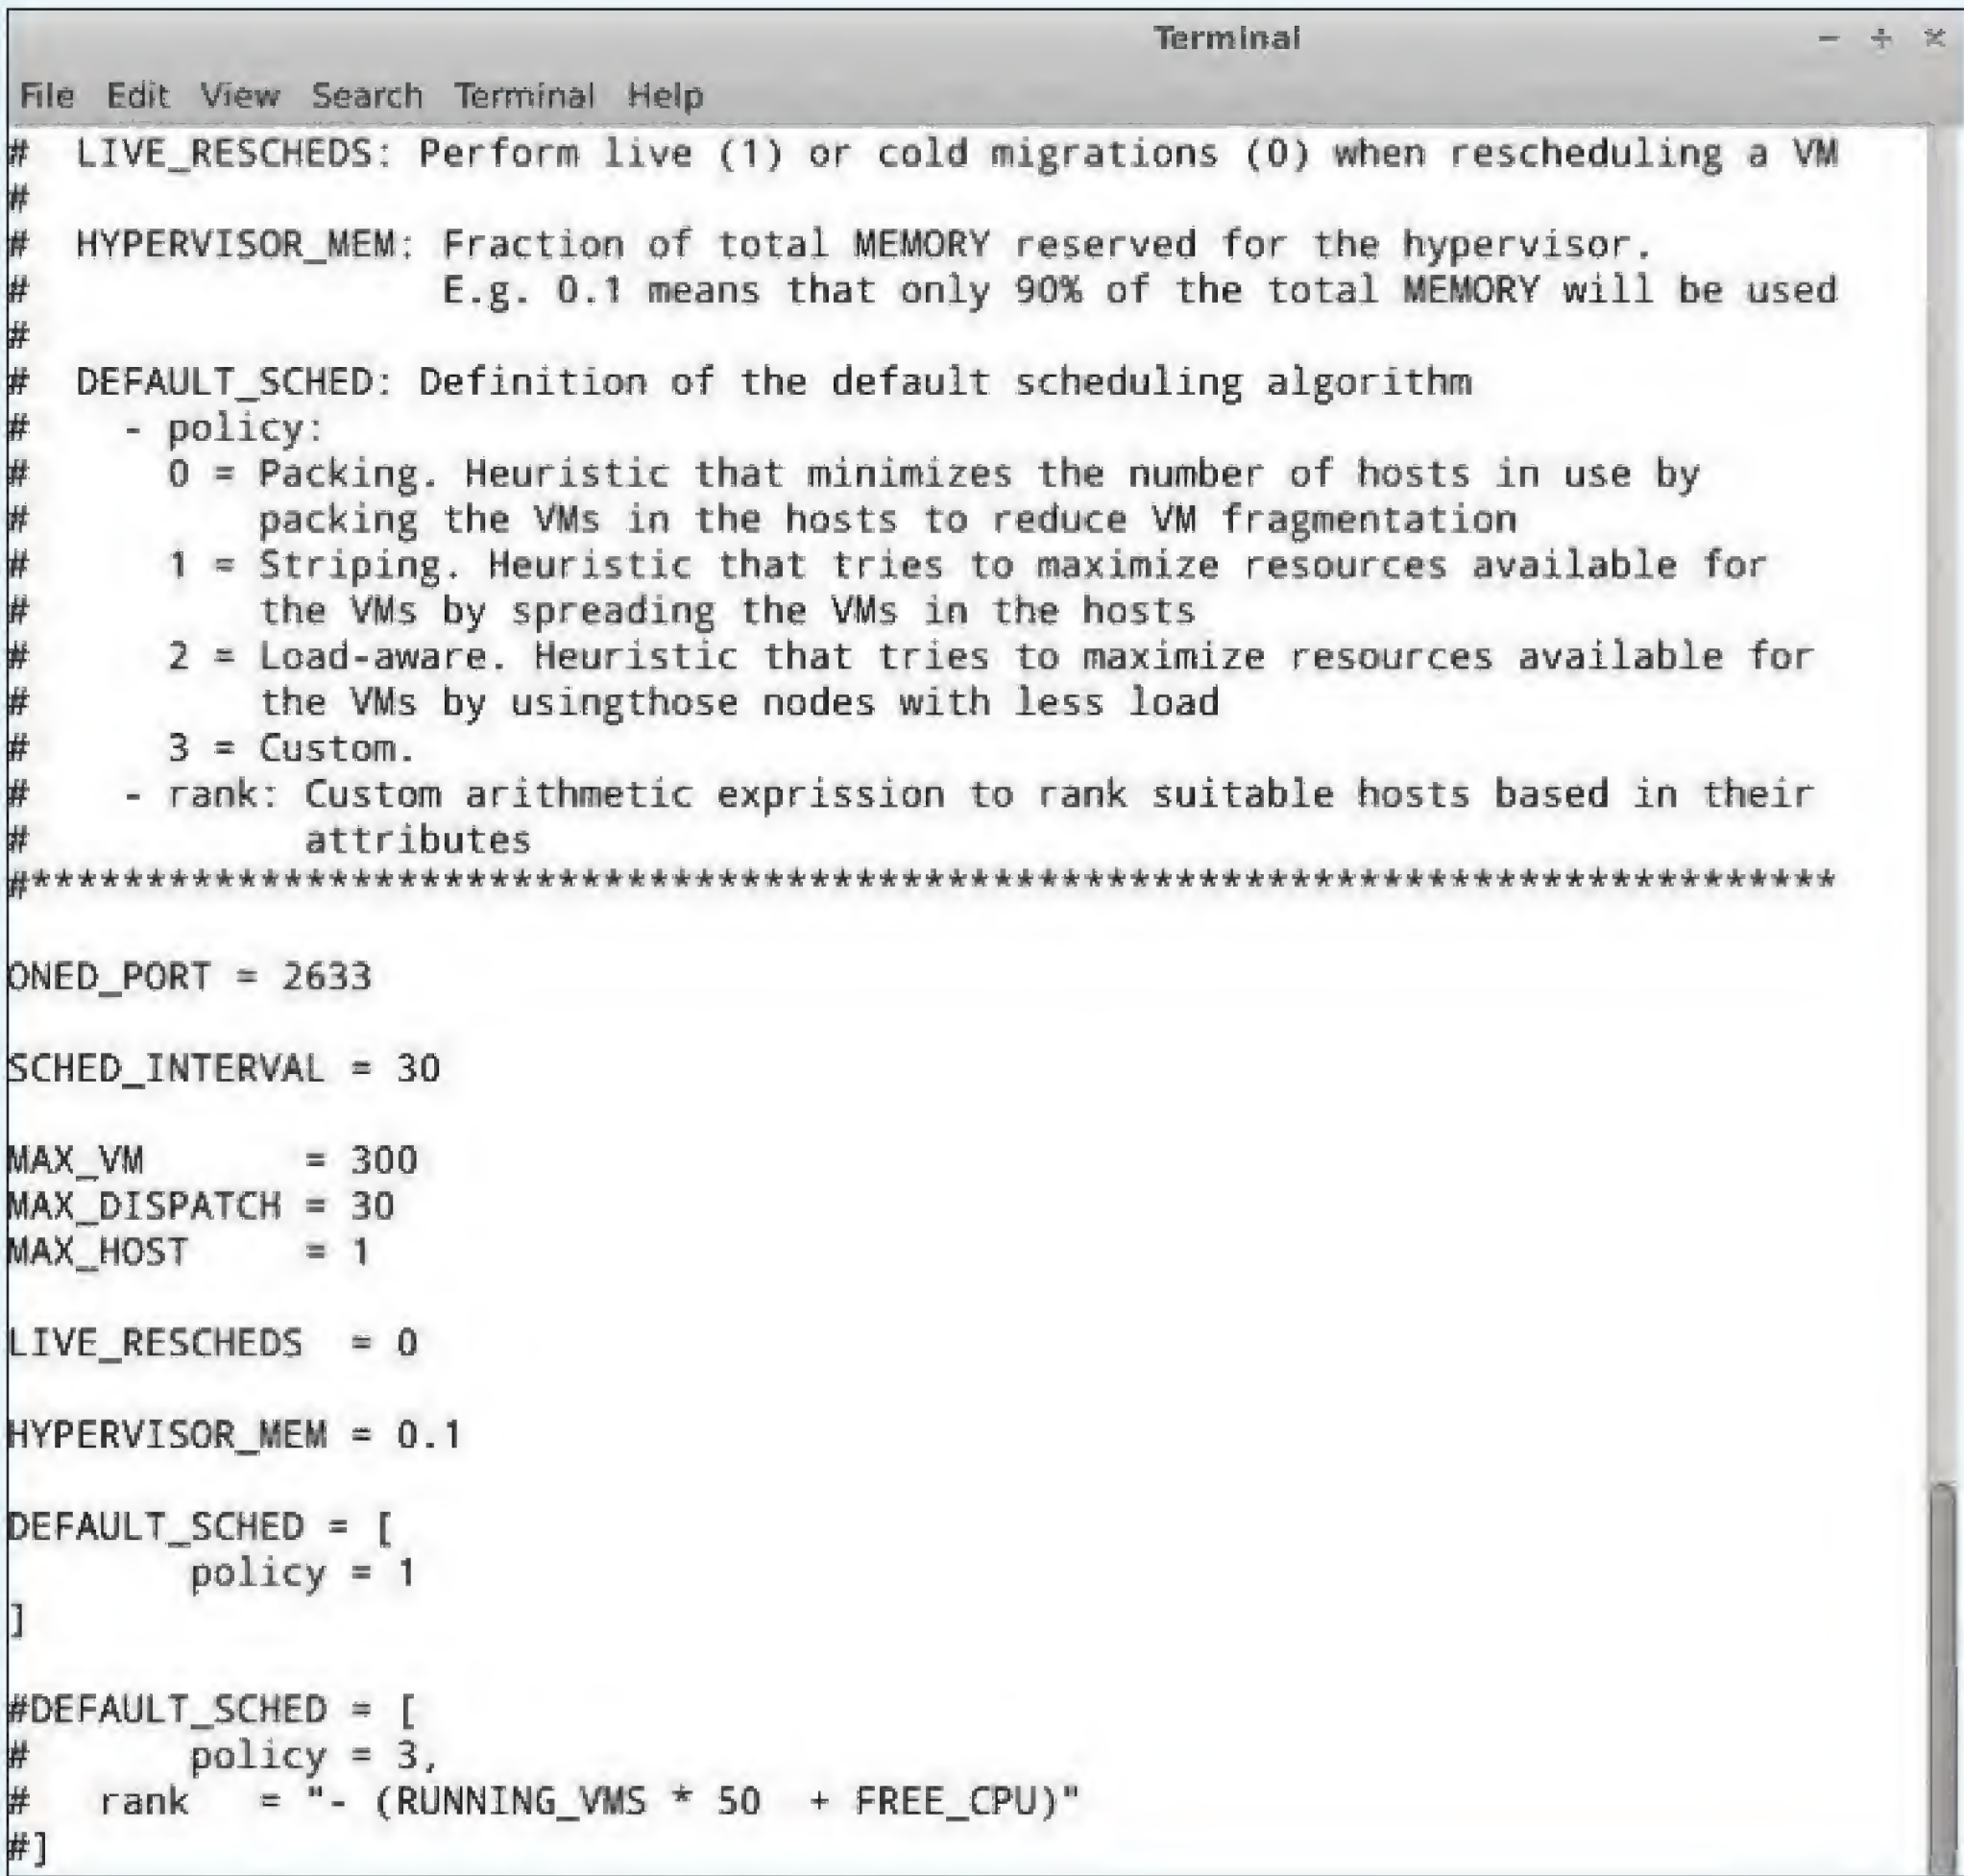 Terminal
File Edit View Search Terminal Help
#  LIVE_RESCHEDS: Perform live (1) or cold migrations (0) when rescheduling a VM
#
#  HYPERVISOR_MEM: Fraction of total MEMORY reserved for the hypervisor.
#                  E.g. 0.1 means that only 90% of the total MEMORY will be used
#
#  DEFAULT_SCHED: Definition of the default scheduling algorithm
#    - policy:
#      0 = Packing. Heuristic that minimizes the number of hosts in use by
#          packing the VMs in the hosts to reduce VM fragmentation
#      1 = Striping. Heuristic that tries to maximize resources available for
#          the VMs by spreading the VMs in the hosts
#      2 = Load-aware. Heuristic that tries to maximize resources available for
#          the VMs by usingthose nodes with less load
#      3 = Custom.
#    - rank: Custom arithmetic exprission to rank suitable hosts based in their
#            attributes
#*******************************************************************************

ONED_PORT = 2633

SCHED_INTERVAL = 30

MAX_VM       = 300
MAX_DISPATCH = 30
MAX_HOST     = 1

LIVE_RESCHEDS  = 0

HYPERVISOR_MEM = 0.1

DEFAULT_SCHED = [
        policy = 1
]

#DEFAULT_SCHED = [
#       policy = 3,
#   rank   = "- (RUNNING_VMS * 50  + FREE_CPU)"
#]